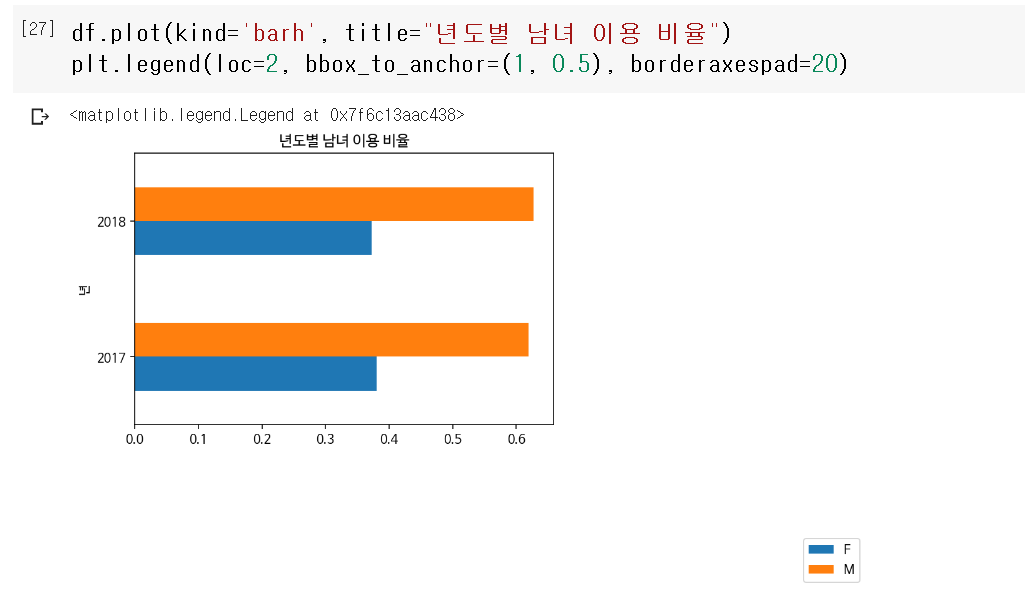 [27] df.plot(kind='barh', title="년도별 남녀 이용 비율")
plt.legend(loc=2, bbox_to_anchor=(1, 0.5), borderaxespad=20)
<matplotlib.legend.Legend at 0x7f6c13aac438>
년도별 남녀 이용 비율
2018
년
2017
0.0 0.1 0.2 0.3 0.4 0.5 0.6
F
M